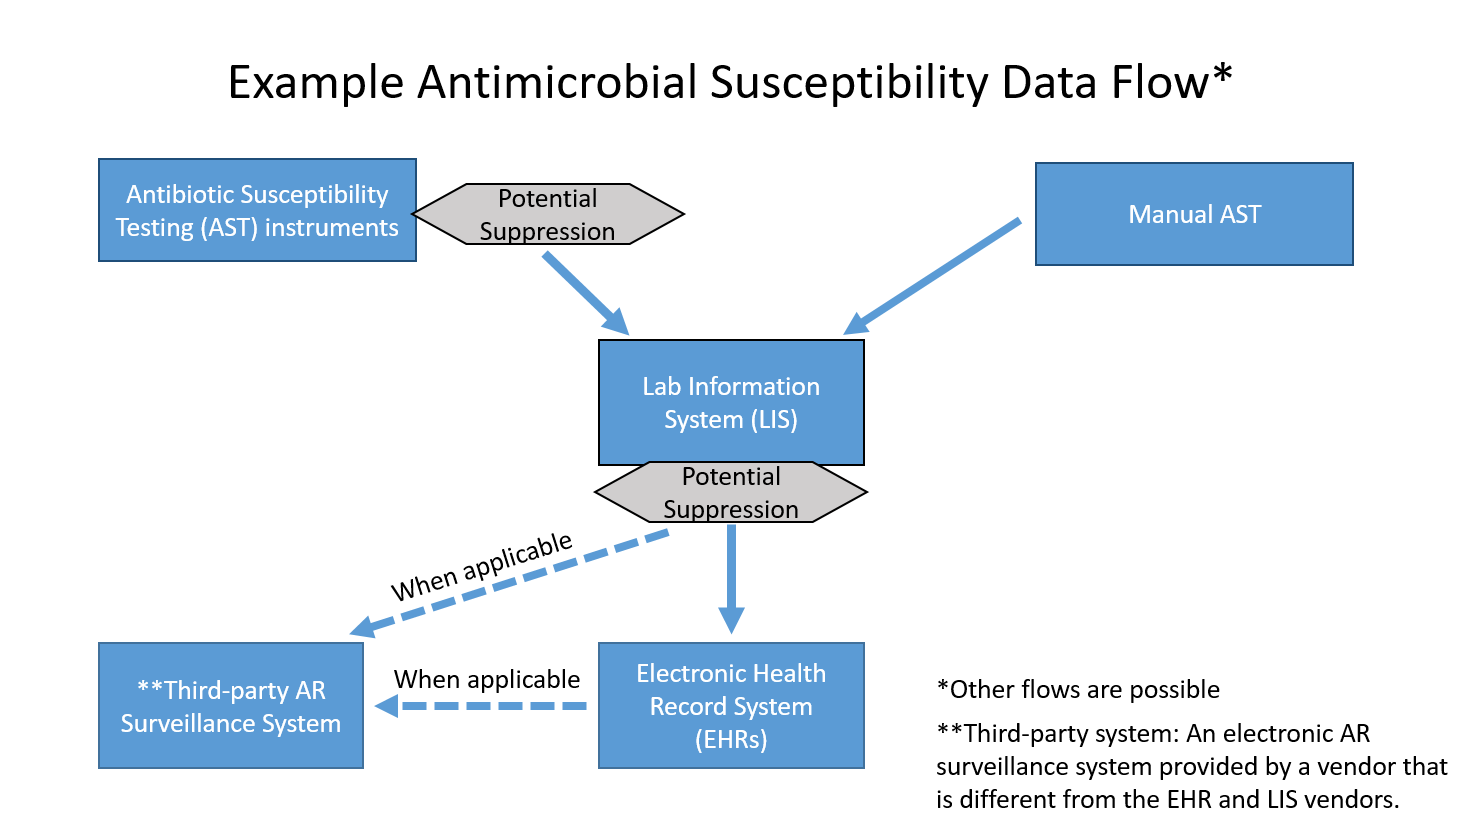 Example Antimicrobial Susceptibility Data Flow*
Antibiotic Susceptibility
Testing (AST) instruments
Potential
Suppression
Manual AST
Lab Information
System (LIS)
Potential
Suppression
When applicable
**Third-party AR
Surveillance System
When applicable
Electronic Health
Record System
(EHRs)
*Other flows are possible
**Third-party system: An electronic AR
surveillance system provided by a vendor that
is different from the EHR and LIS vendors.